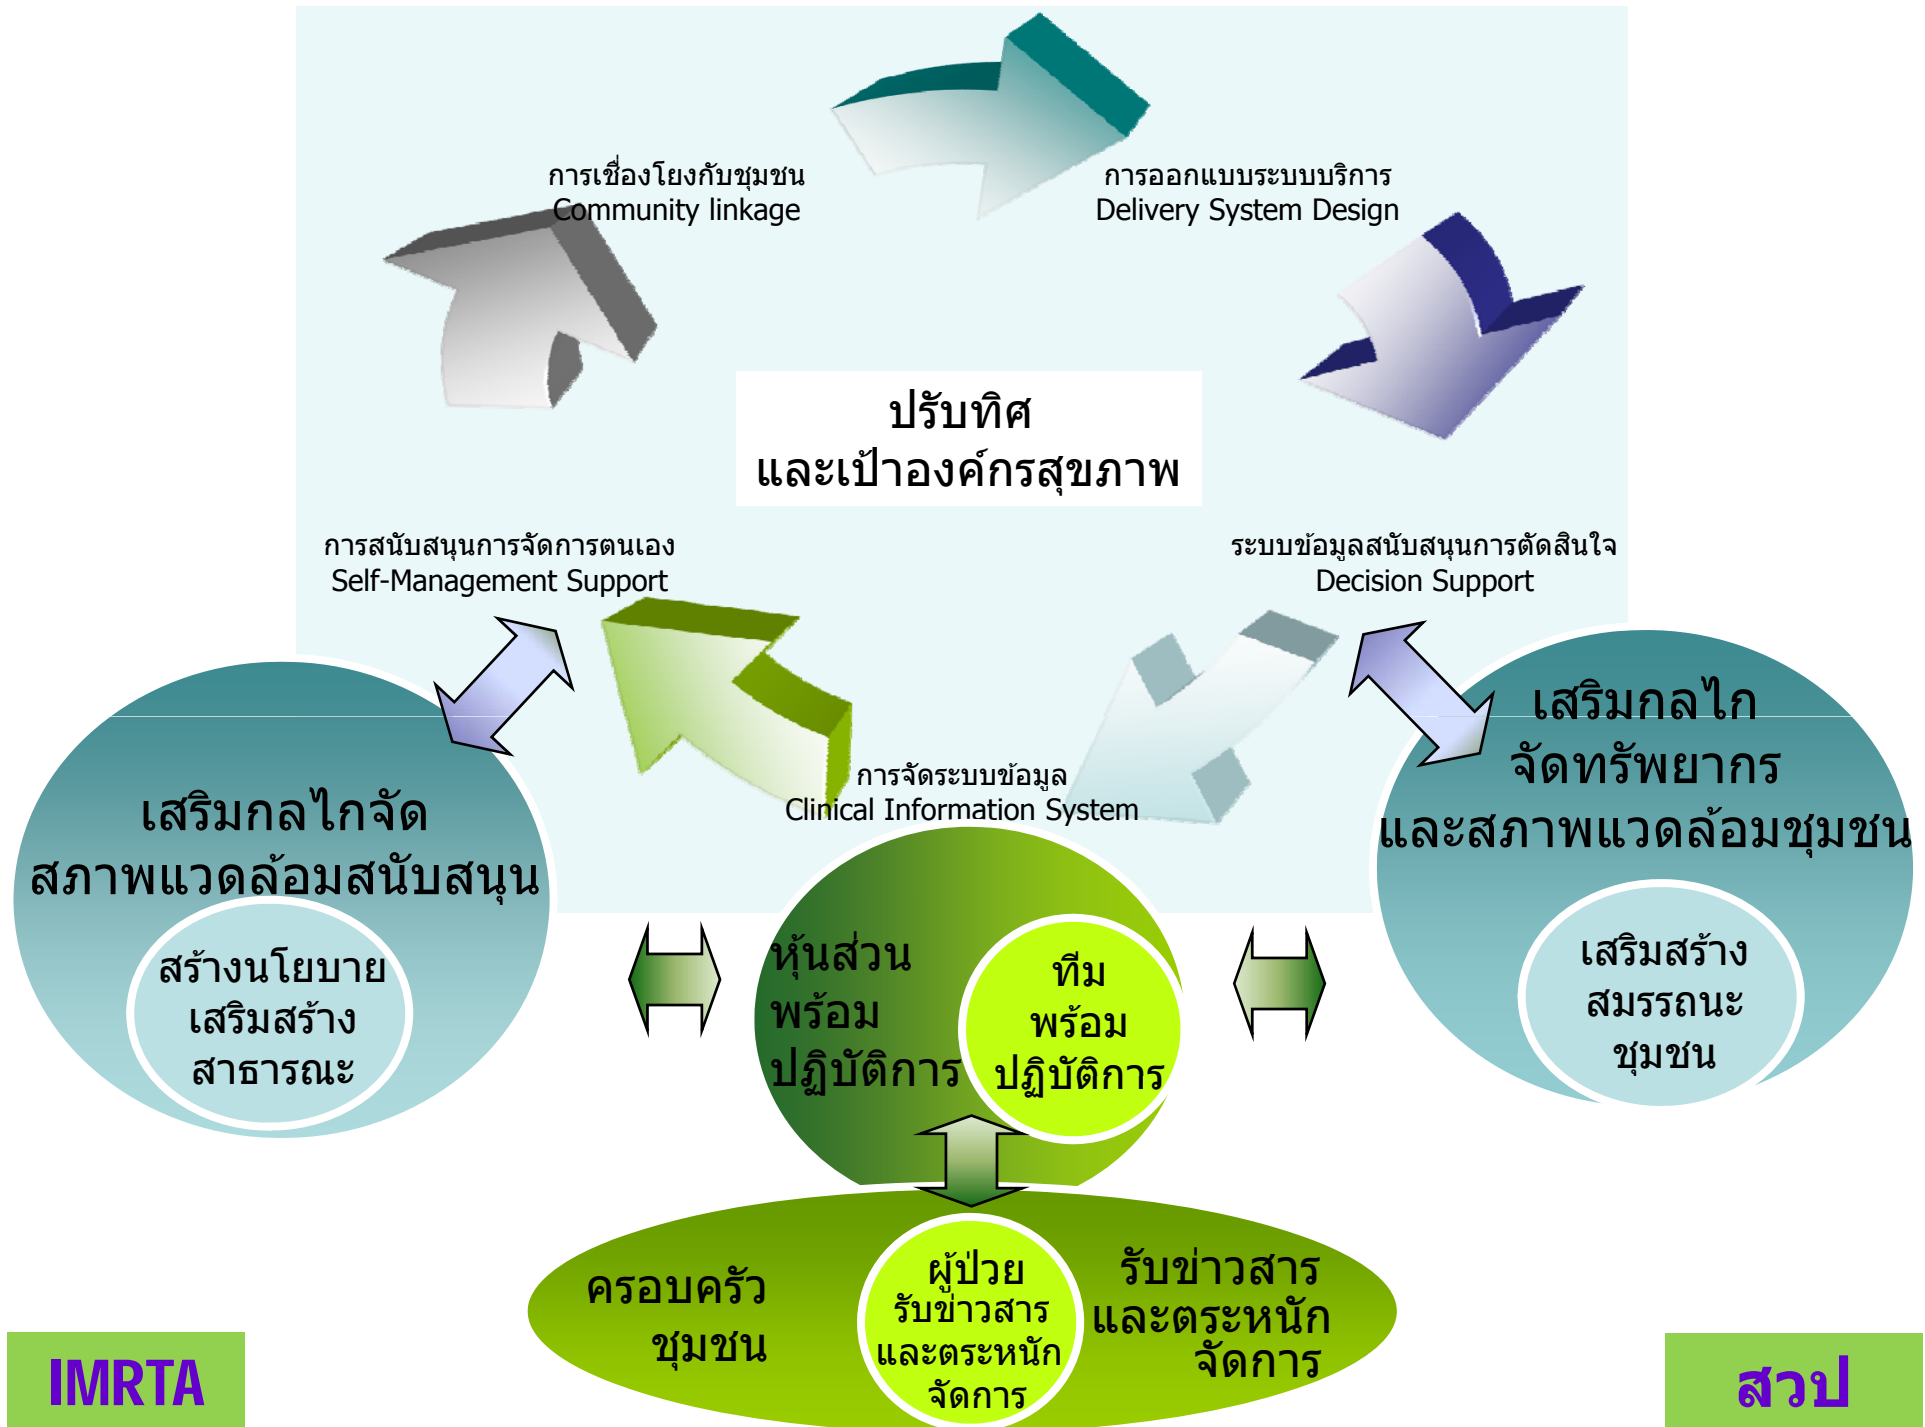 การเชื่องโยงกับชุมชน
Community linkage
การออกแบบระบบบริการ
Delivery System Design
ปรับทิศ
และเป้าองค์กรสุขภาพ
การสนับสนุนการจัดการตนเอง
Self-Management Support
ระบบข้อมูลสนับสนุนการตัดสินใจ
Decision Support
การจัดระบบข้อมูล
Clinical Information System
เสริมกลไกจัด
สภาพแวดล้อมสนับสนุน
สร้างนโยบาย
เสริมสร้าง
สาธารณะ
เสริมกลไก
จัดทรัพยากร
และสภาพแวดล้อมชุมชน
เสริมสร้าง
สมรรถนะ
ชุมชน
หุ้นส่วน
พร้อม
ปฏิบัติการ
ทีม
พร้อม
ปฏิบัติการ
ครอบครัว
ชุมชน
ผู้ป่วย
รับข่าวสาร
และตระหนัก
จัดการ
รับข่าวสาร
และตระหนัก
จัดการ
IMRTA
สวป